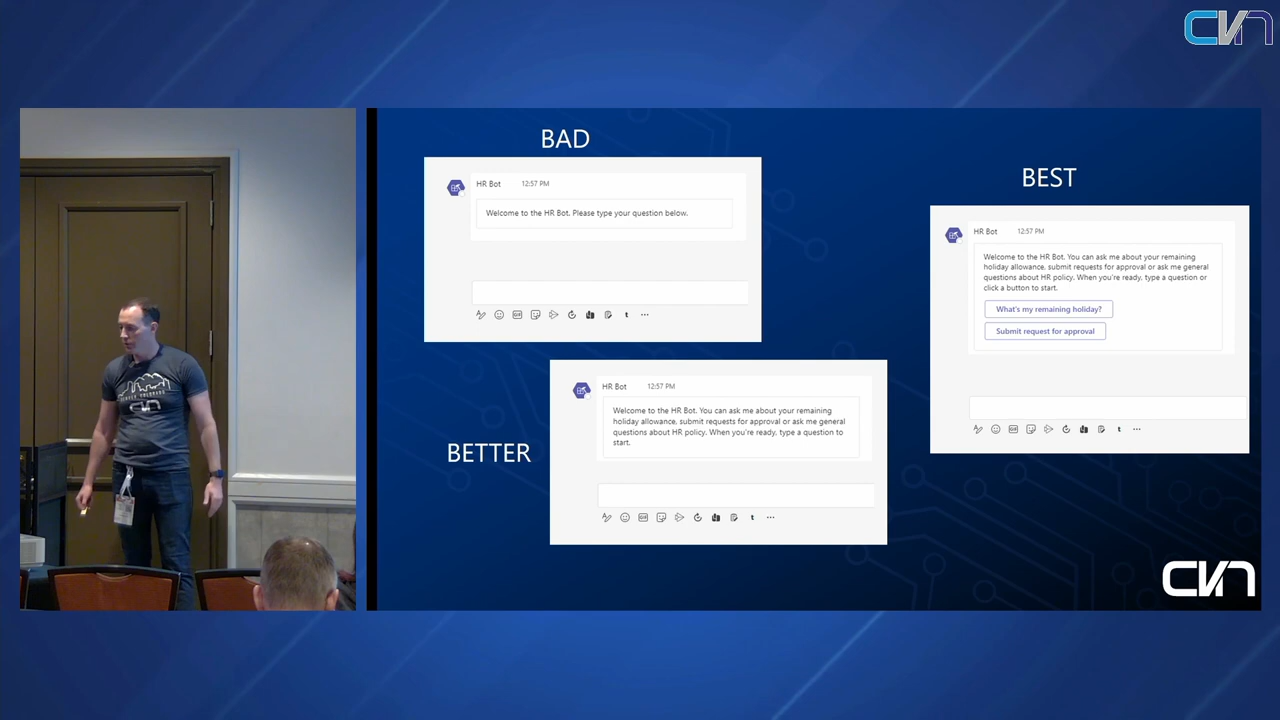 CVN
BAD
HR Bot 12:57 PM
Welcome to the HR Bot. Please type your question below.
BETTER
HR Bot 12:57 PM
Welcome to the HR Bot. You can ask me about your remaining
holiday allowance, submit requests for approval or ask me general
questions about HR policy. When you're ready, type a question to
start.
BEST
HR Bot 12:57 PM
Welcome to the HR Bot. You can ask me about your remaining
holiday allowance, submit requests for approval or ask me general
questions about HR policy. When you're ready, type a question or
click a button to start.
What's my remaining holiday?
Submit request for approval
CVN